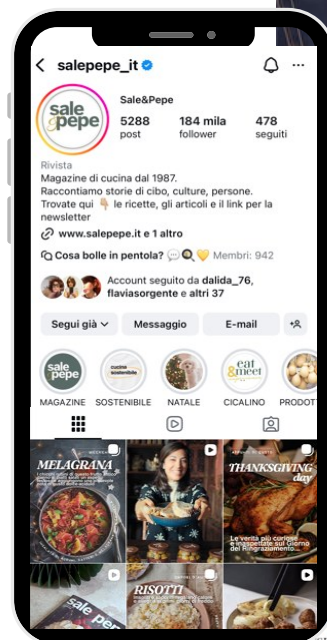 salepepe_it
sale
&pepe
Sale&Pepe
5288
184 mila
478
post
follower
seguiti
Rivista
Magazine di cucina dal 1987.
Raccontiamo storie di cibo, culture, persone.
Trovate qui 👇🏼 le ricette, gli articoli e il link per la
newsletter
www.salepepe.it e 1 altro
Cosa bolle in pentola? 💬🍳💛 Membri: 942
Account seguito da dalida_76,
flaviasorgente e altri 37
Segui già
Messaggio
E-mail
sale
pepe
cucina
sostenibile
eat
&meet
MAGAZINE
SOSTENIBILE
NATALE
CICALINO
PRODOTT
MELAGRANA
THANKSGIVING
day
Le verità più curiose
e inaspettate sul Giorno
del Ringraziamento...
sale pepe
RISOTTI